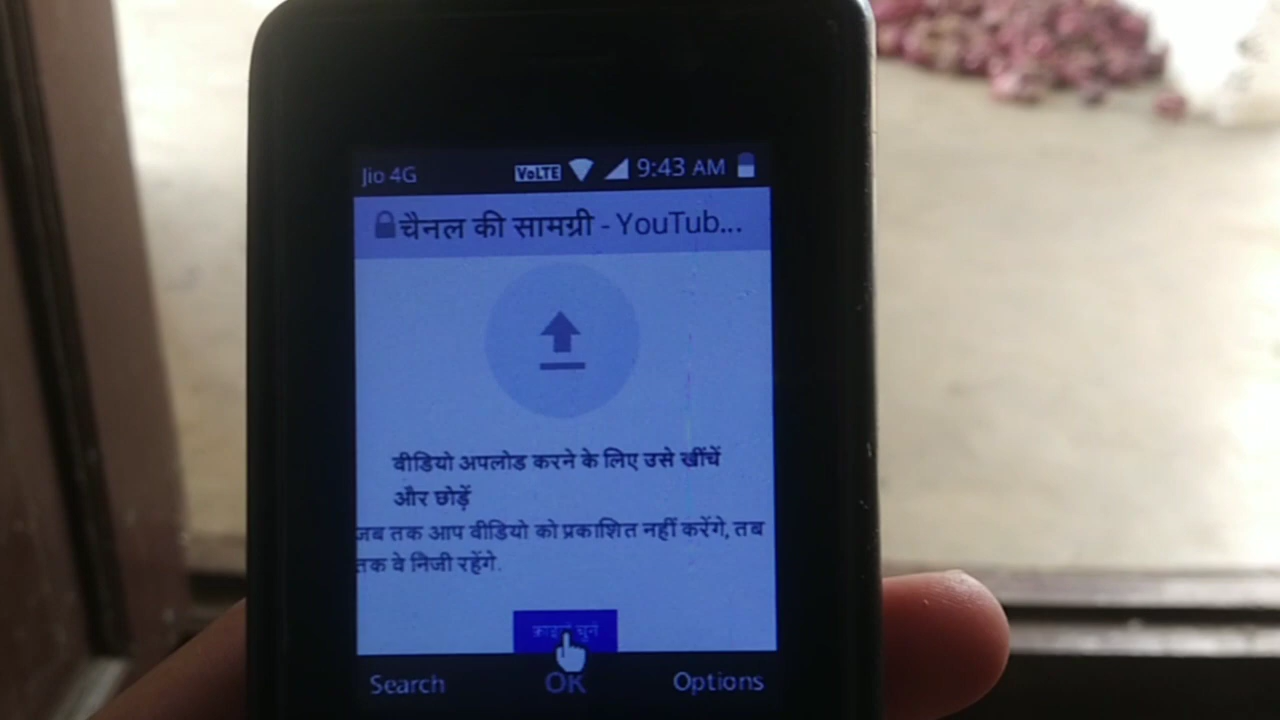 Jio 4G VoLTE 9:43 AM
चैनल की सामग्री - YouTub...
वीडियो अपलोड करने के लिए उसे खींचें
और छोड़ें
जब तक आप वीडियो को प्रकाशित नहीं करेंगे, तब
तक वे निजी रहेंगे.
फ़ाइलें चुनें
Search OK Options